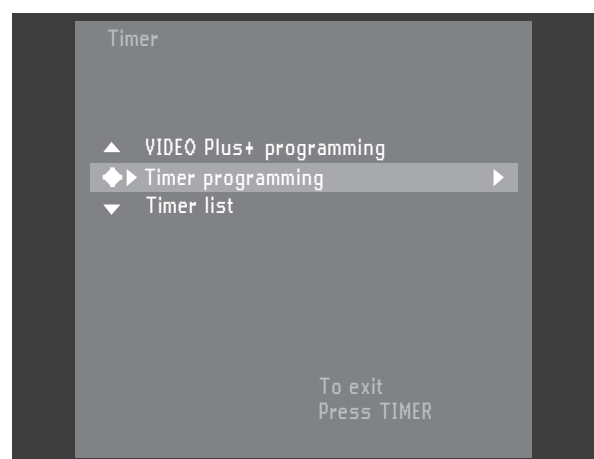 Timer
VIDEO Plus+ programming
Timer programming
Timer list
To exit
Press TIMER